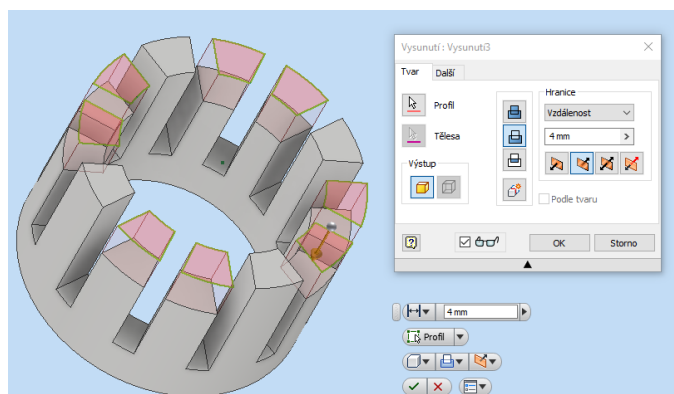 Vysunutí : Vysunutí3
Tvar
Další
Hranice
Profil
Vzdálenost
Tělesa
4 mm
Výstup
Podle tvaru
OK
Storno
4 mm
Profil